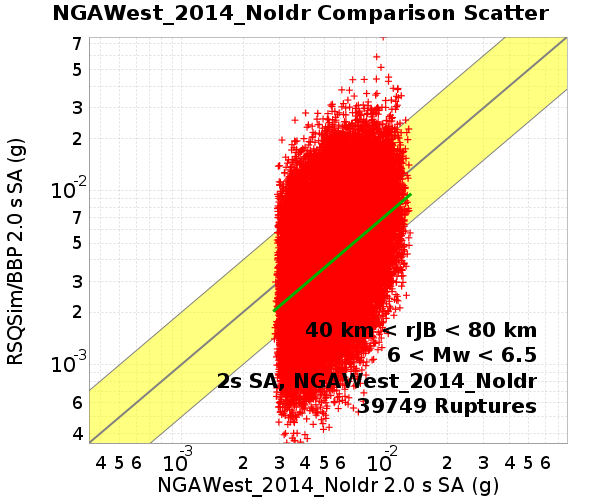 NGAWest_2014_NoIdr Comparison Scatter
7
5
3
2
10-2
7
5
3
2
10-3
6
4
RSQSim/BBP 2.0 s SA (g)
40 km < rJB < 80 km
6 < Mw < 6.5
2s SA, NGAWest_2014_NoIdr
39749 Ruptures
4 5 6 10-3 2 3 4 5 6 10-2 2 3 4 5 6
NGAWest_2014_NoIdr 2.0 s SA (g)